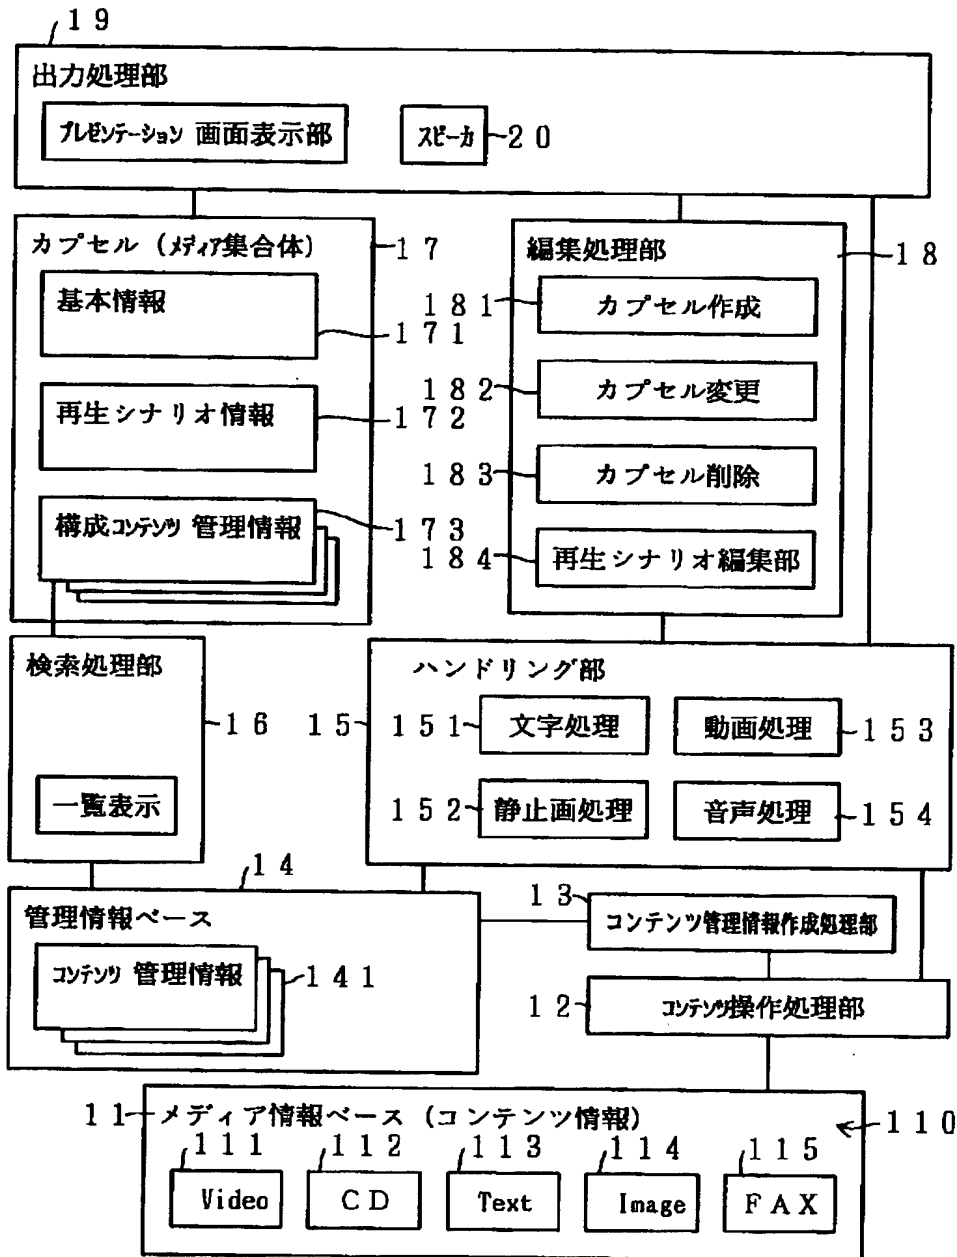 19
出力処理部
プレゼンテーション 画面表示部
スピーカ
20
カプセル（メディア集合体）
17
基本情報
171
再生シナリオ情報
172
構成コンテンツ 管理情報
173
編集処理部
18
181
カプセル作成
182
カプセル変更
183
カプセル削除
184
再生シナリオ編集部
検索処理部
16
一覧表示
15
ハンドリング部
151
文字処理
動画処理
153
152
静止画処理
音声処理
154
14
管理情報ベース
コンテンツ 管理情報
141
13
コンテンツ管理情報作成処理部
12
コンテンツ操作処理部
11
メディア情報ベース（コンテンツ情報）
110
111
112
113
114
115
Video
CD
Text
Image
FAX